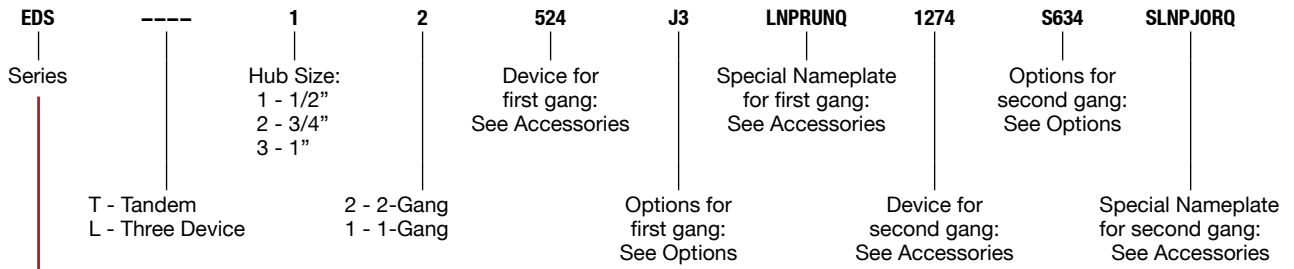 EDS ---- 1 2 524 J3 LNPRUNQ 1274 S634 SLNPJORQ
Series
Hub Size:
1 - 1/2”
2 - 3/4”
3 - 1”
Device for
first gang:
See Accessories
Special Nameplate
for first gang:
See Accessories
Options for
second gang:
See Options
T - Tandem
L - Three Device
2 - 2-Gang
1 - 1-Gang
Options for
first gang:
See Options
Device for
second gang:
See Accessories
Special Nameplate
for second gang:
See Accessories